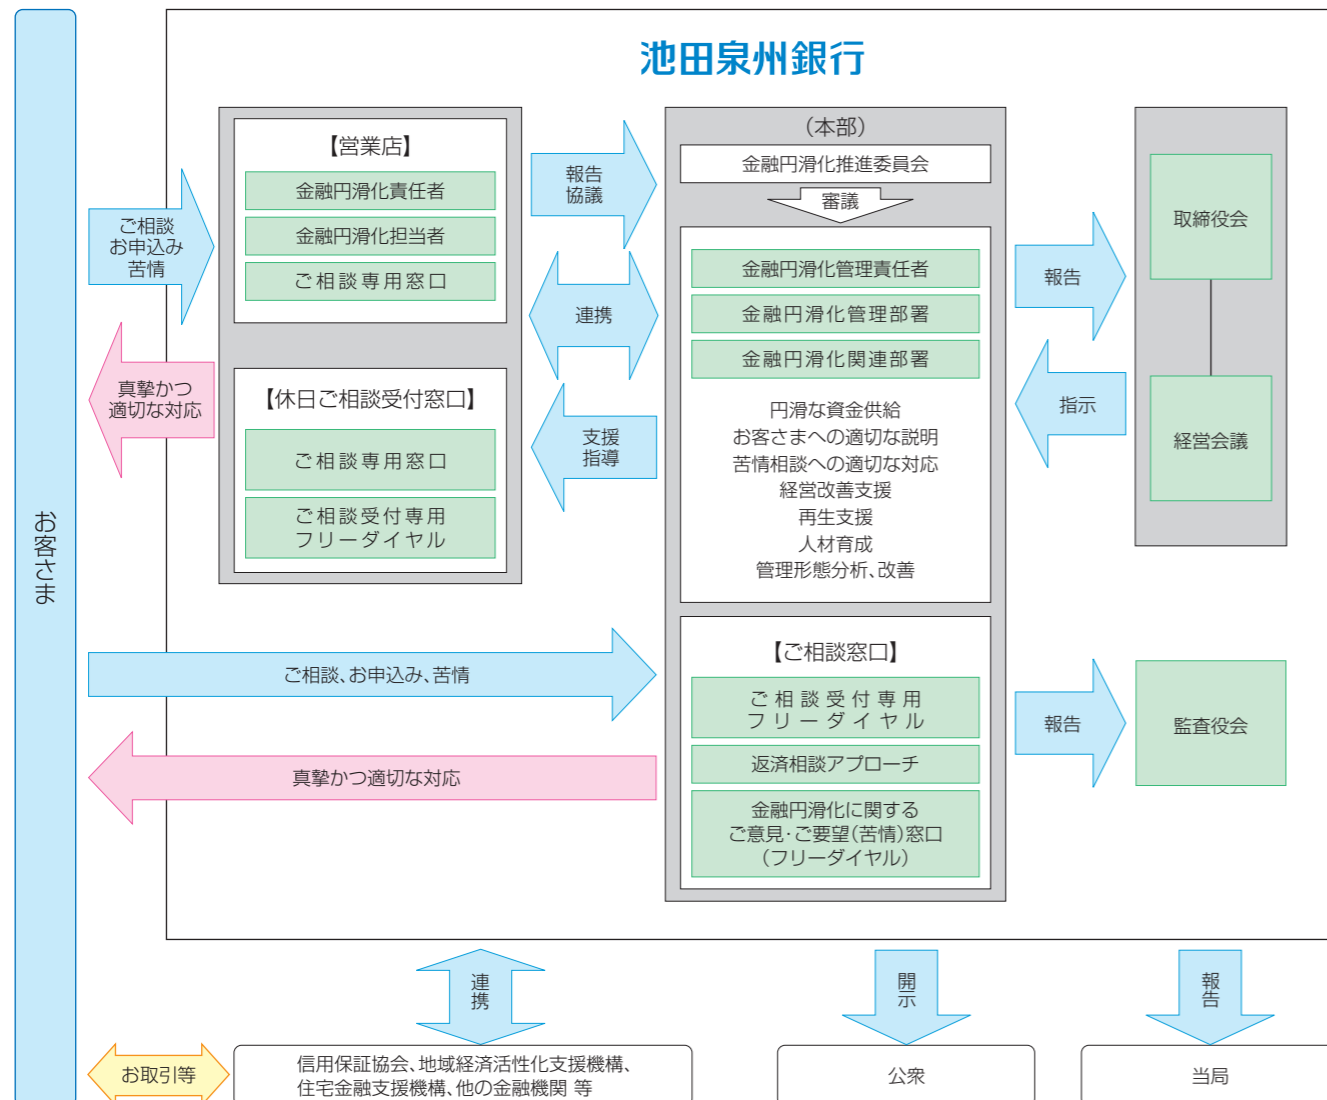 池田泉州銀行
お客さま
ご相談
お申込み
苦情
真摯かつ
適切な対応
【営業店】
金融円滑化責任者
金融円滑化担当者
ご相談専用窓口
【休日ご相談受付窓口】
ご相談専用窓口
ご相談受付専用
フリーダイヤル
報告
協議
連携
支援
指導
（本部）
金融円滑化推進委員会
審議
金融円滑化管理責任者
金融円滑化管理部署
金融円滑化関連部署
円滑な資金供給
お客さまへの適切な説明
苦情相談への適切な対応
経営改善支援
再生支援
人材育成
管理形態分析、改善
報告
指示
取締役会
経営会議
ご相談、お申込み、苦情
真摯かつ適切な対応
【ご相談窓口】
ご相談受付専用
フリーダイヤル
返済相談アプローチ
金融円滑化に関する
ご意見・ご要望（苦情）窓口
（フリーダイヤル）
報告
監査役会
連携
開示
報告
お取引等
信用保証協会、地域経済活性化支援機構、
住宅金融支援機構、他の金融機関 等
公衆
当局